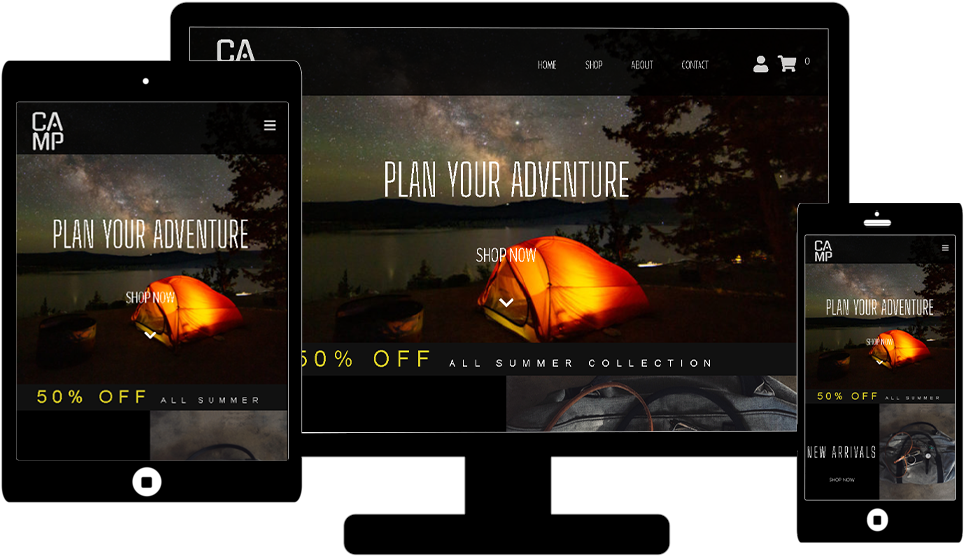 CA
HOME SHOP ABOUT CONTACT 0
PLAN YOUR ADVENTURE
SHOP NOW
50% OFF ALL SUMMER COLLECTION
CA
MP
PLAN YOUR ADVENTURE
SHOP NOW
50% OFF ALL SUMMER
CA
MP
PLAN YOUR ADVENTURE
SHOP NOW
50% OFF ALL SUMMER
NEW ARRIVALS
SHOP NOW